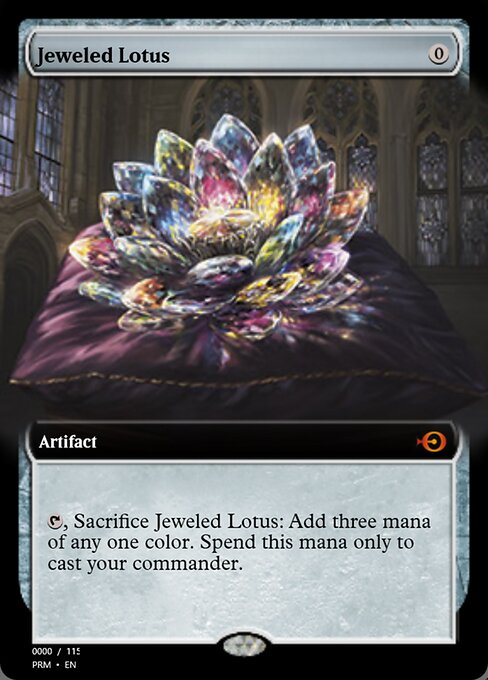 Jeweled Lotus 0
Artifact
, Sacrifice Jeweled Lotus: Add three mana
of any one color. Spend this mana only to
cast your commander.
0000 / 115
PRM • EN